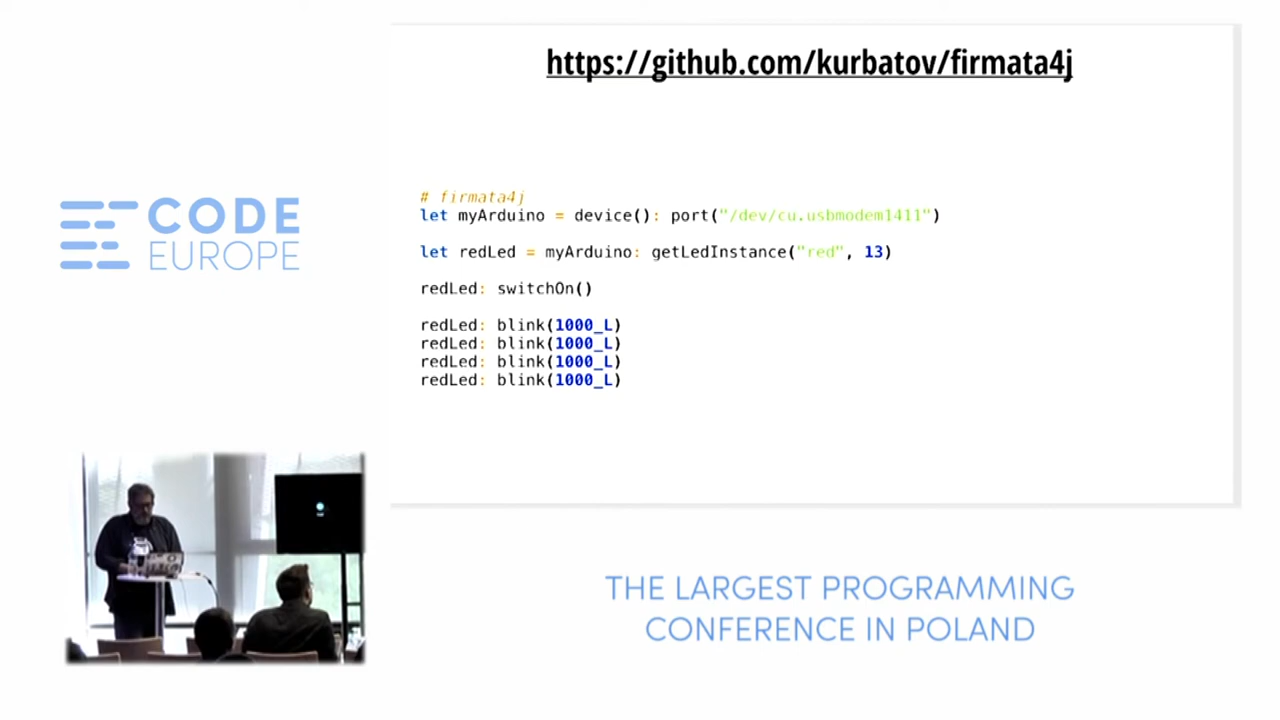 https://github.com/kurbatov/firmata4j
CODE
EUROPE
# firmata4j
let myArduino = device(): port("/dev/cu.usbmodem1411")
let redLed = myArduino: getLedInstance("red", 13)
redLed: switchOn()
redLed: blink(1000_L)
redLed: blink(1000_L)
redLed: blink(1000_L)
redLed: blink(1000_L)
THE LARGEST PROGRAMMING
CONFERENCE IN POLAND